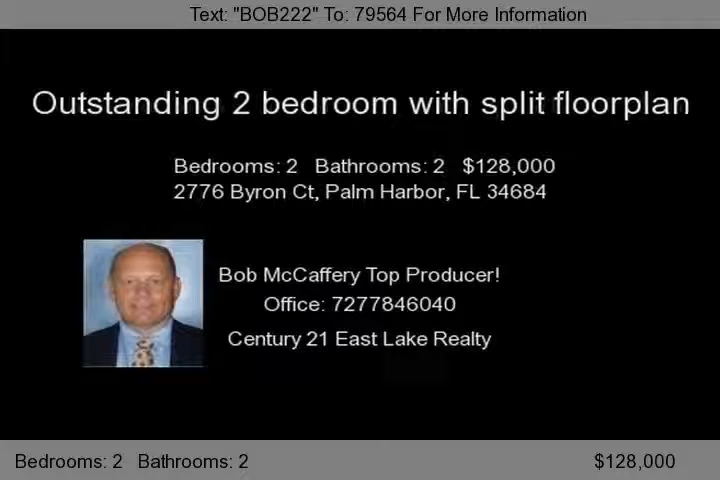 Text: "BOB222" To: 79564 For More Information
Outstanding 2 bedroom with split floorplan
Bedrooms: 2 Bathrooms: 2 $128,000
2776 Byron Ct, Palm Harbor, FL 34684
Bob McCaffery Top Producer!
Office: 7277846040
Century 21 East Lake Realty
Bedrooms: 2 Bathrooms: 2 $128,000